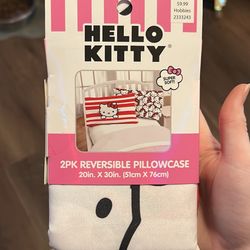 $9.99
Hobbies
2333243
HELLO
KITTY®
SUPER
SOFT!
2PK REVERSIBLE PILLOWCASE
20in. X 30in. (51cm X 76cm)